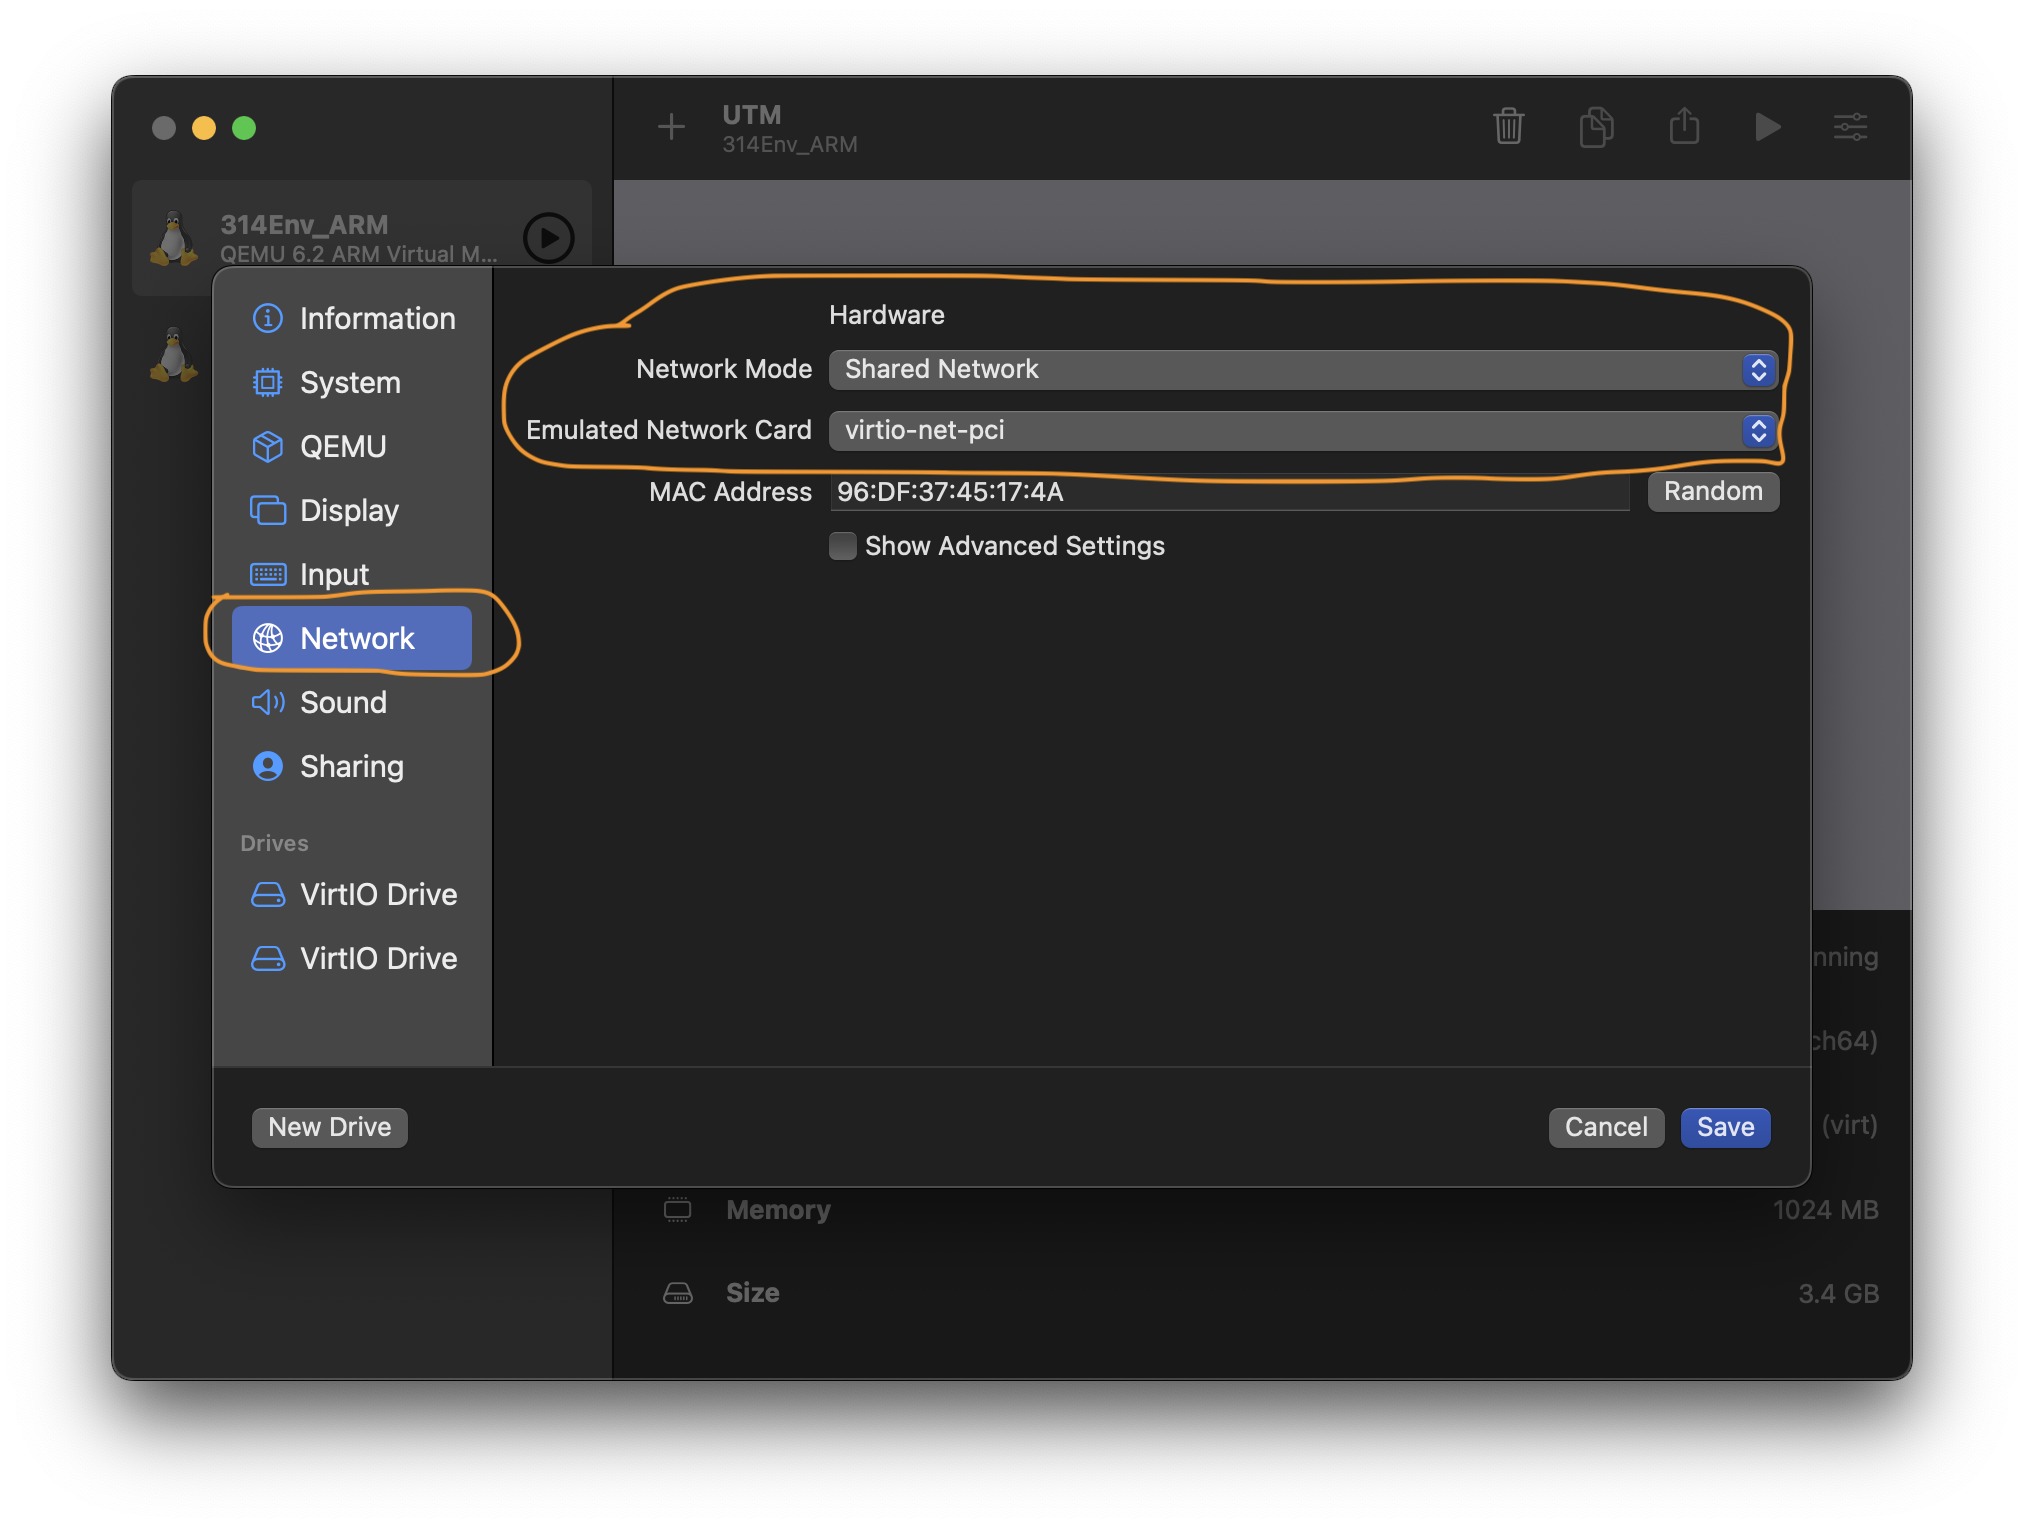 UTM
314Env_ARM
314Env_ARM
QEMU 6.2 ARM Virtual M...
Information
System
QEMU
Display
Input
Network
Sound
Sharing
Drives
VirtIO Drive
VirtIO Drive
Hardware
Network Mode Shared Network
Emulated Network Card virtio-net-pci
MAC Address 96:DF:37:45:17:4A Random
Show Advanced Settings
New Drive Cancel Save
nning
ch64)
(virt)
Memory 1024 MB
Size 3.4 GB